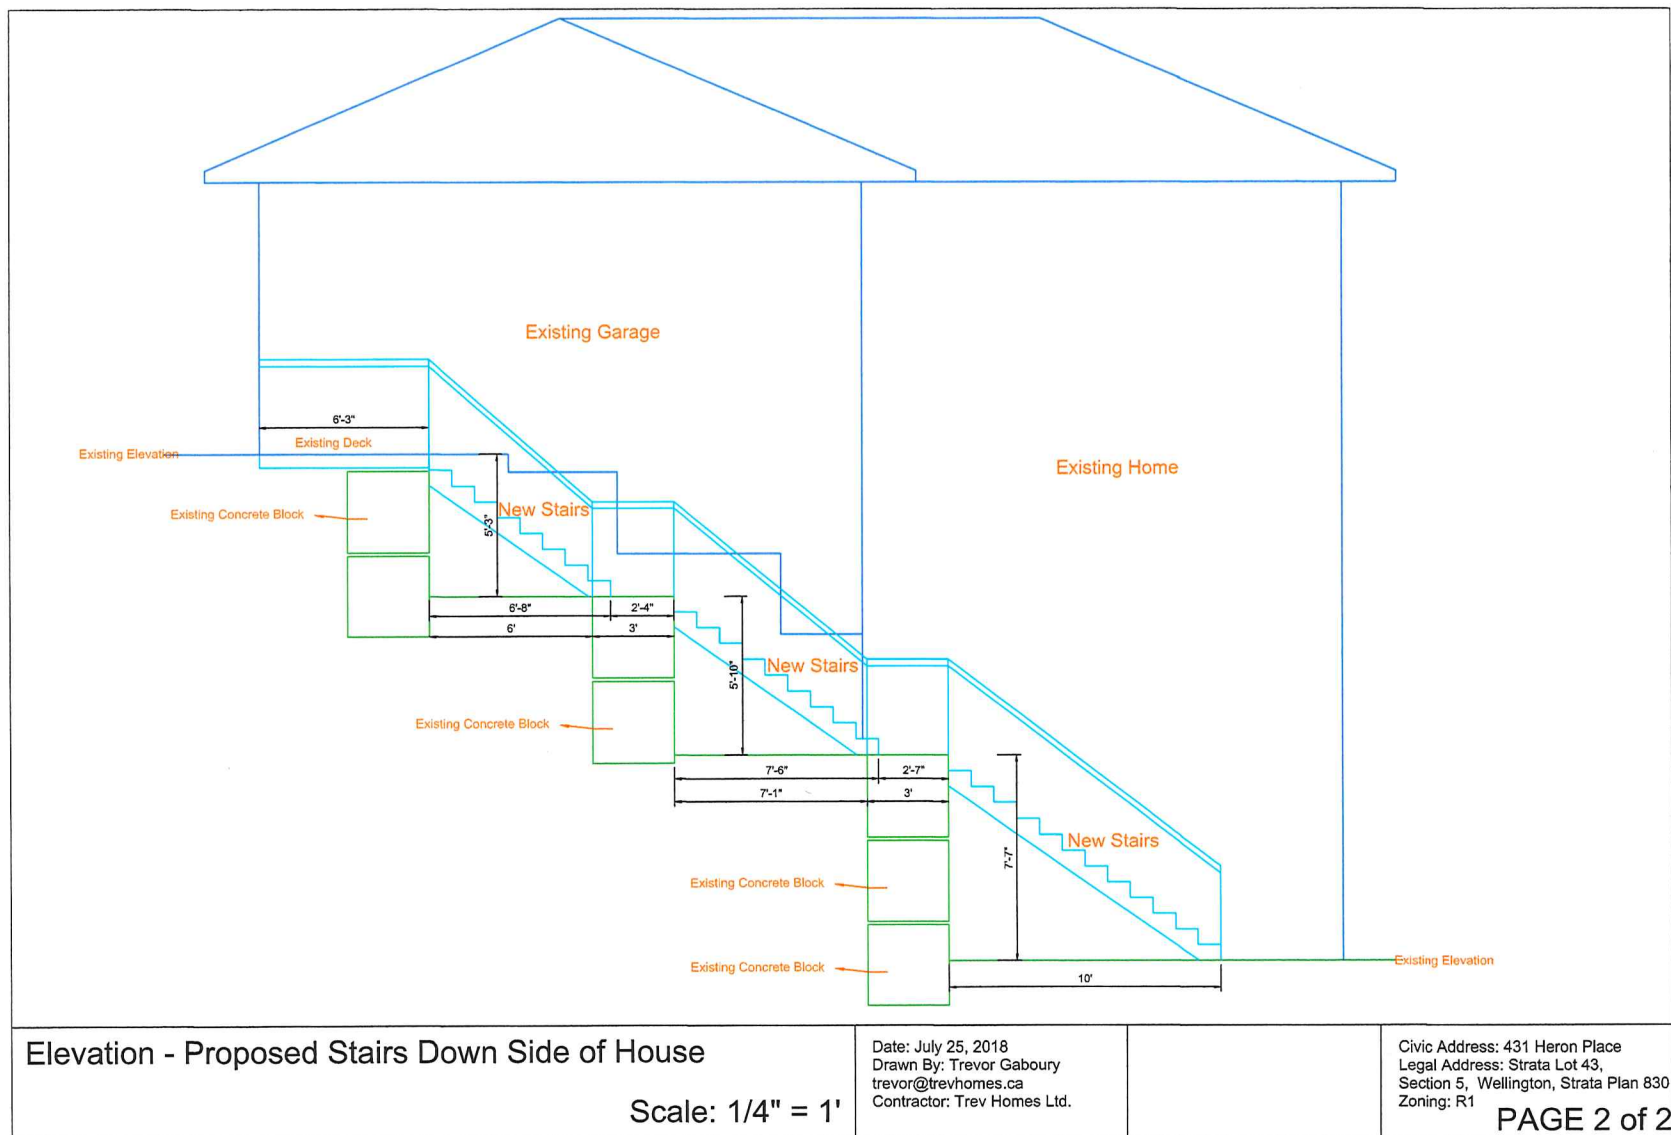 Existing Garage
6'-3"
Existing Deck
Existing Elevation
Existing Home
Existing Concrete Block
New Stairs
5'-3"
6'-8"
2'-4"
6'
3'
New Stairs
5'-10"
Existing Concrete Block
7'-6"
2'-7"
7'-1"
3'
New Stairs
7'-7"
Existing Concrete Block
Existing Concrete Block
Existing Elevation
10'
Elevation - Proposed Stairs Down Side of House
Scale: 1/4" = 1'
Date: July 25, 2018
Drawn By: Trevor Gaboury
trevor@trevhomes.ca
Contractor: Trev Homes Ltd.
Civic Address: 431 Heron Place
Legal Address: Strata Lot 43,
Section 5, Wellington, Strata Plan 830
Zoning: R1
PAGE 2 of 2